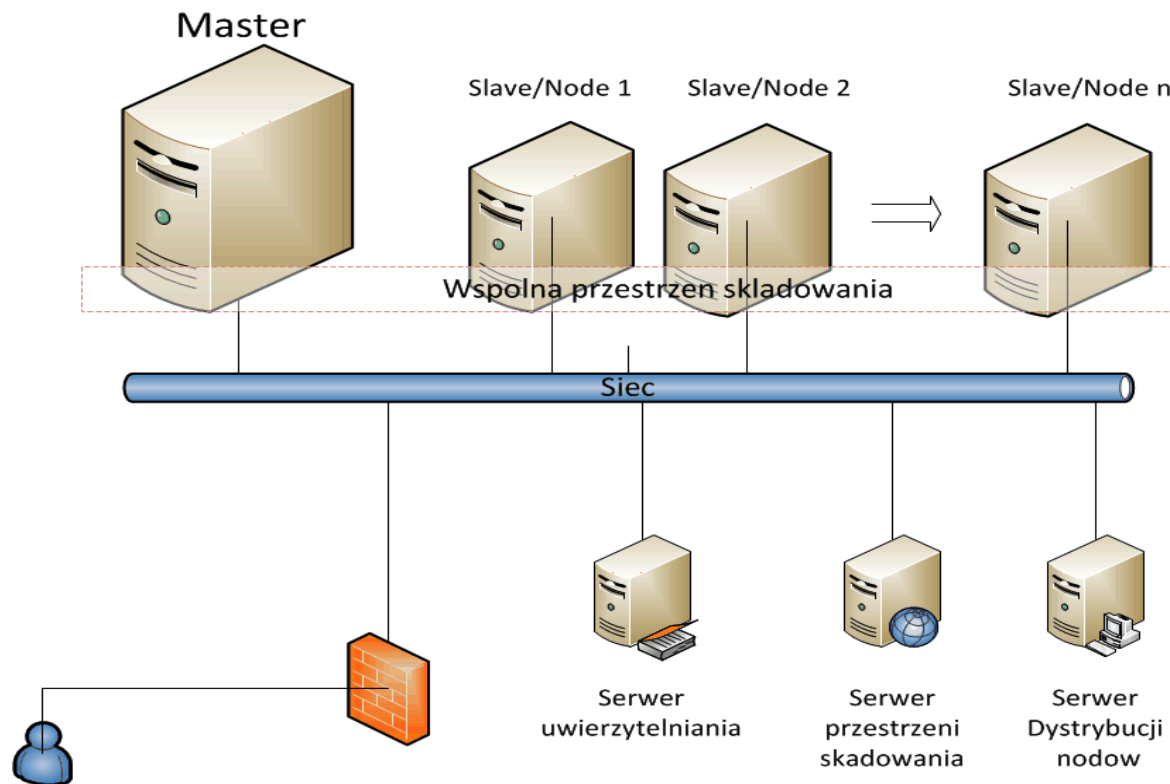 Master
Slave/Node 1
Slave/Node 2
Slave/Node n
Wspolna przestrzen skladowania
Siec
Serwer
uwierzytelniania
Serwer
przestrzeni
skadowania
Serwer
Dystrybucji
nodow